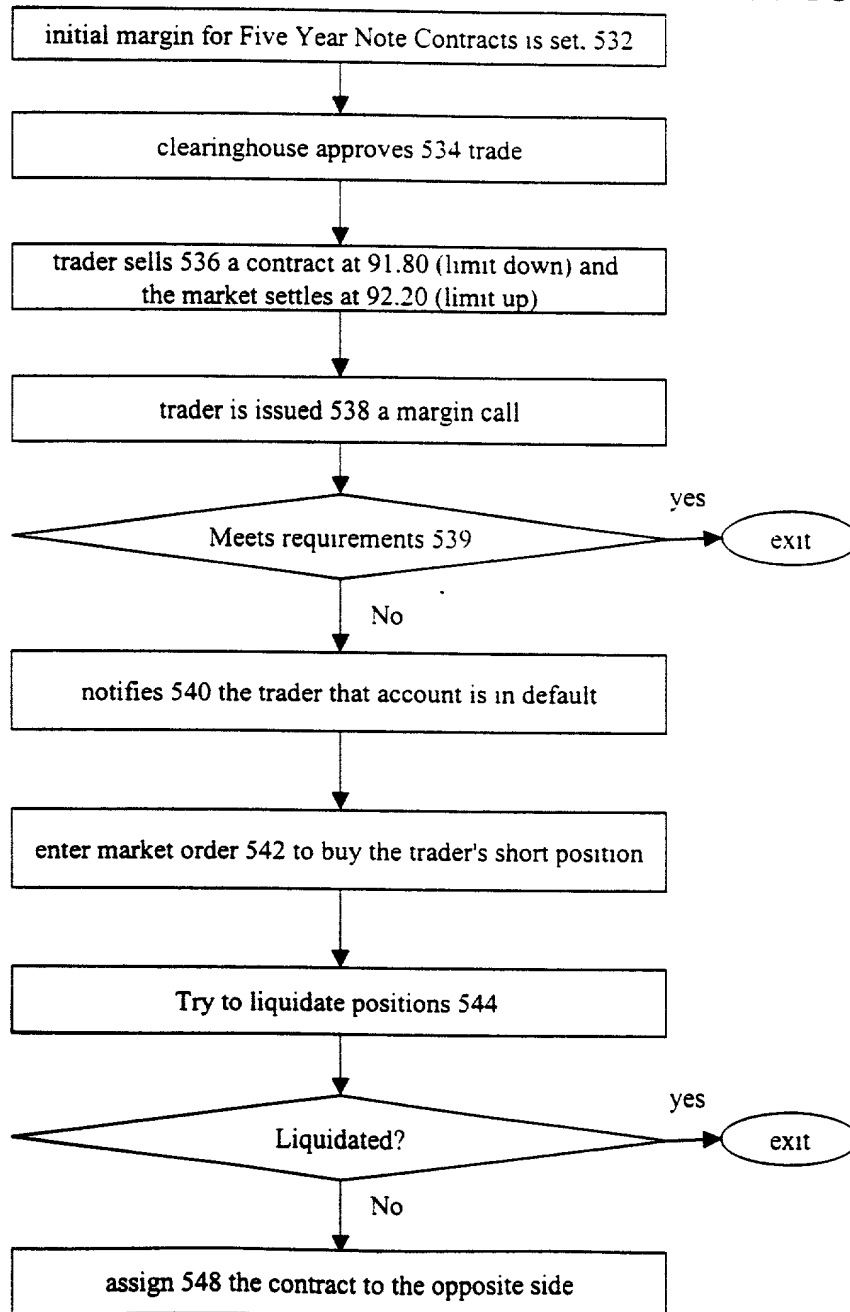 initial margin for Five Year Note Contracts is set. 532
clearinghouse approves 534 trade
trader sells 536 a contract at 91.80 (limit down) and
the market settles at 92.20 (limit up)
trader is issued 538 a margin call
Meets requirements 539
yes
exit
No
notifies 540 the trader that account is in default
enter market order 542 to buy the trader's short position
Try to liquidate positions 544
Liquidated?
yes
exit
No
assign 548 the contract to the opposite side